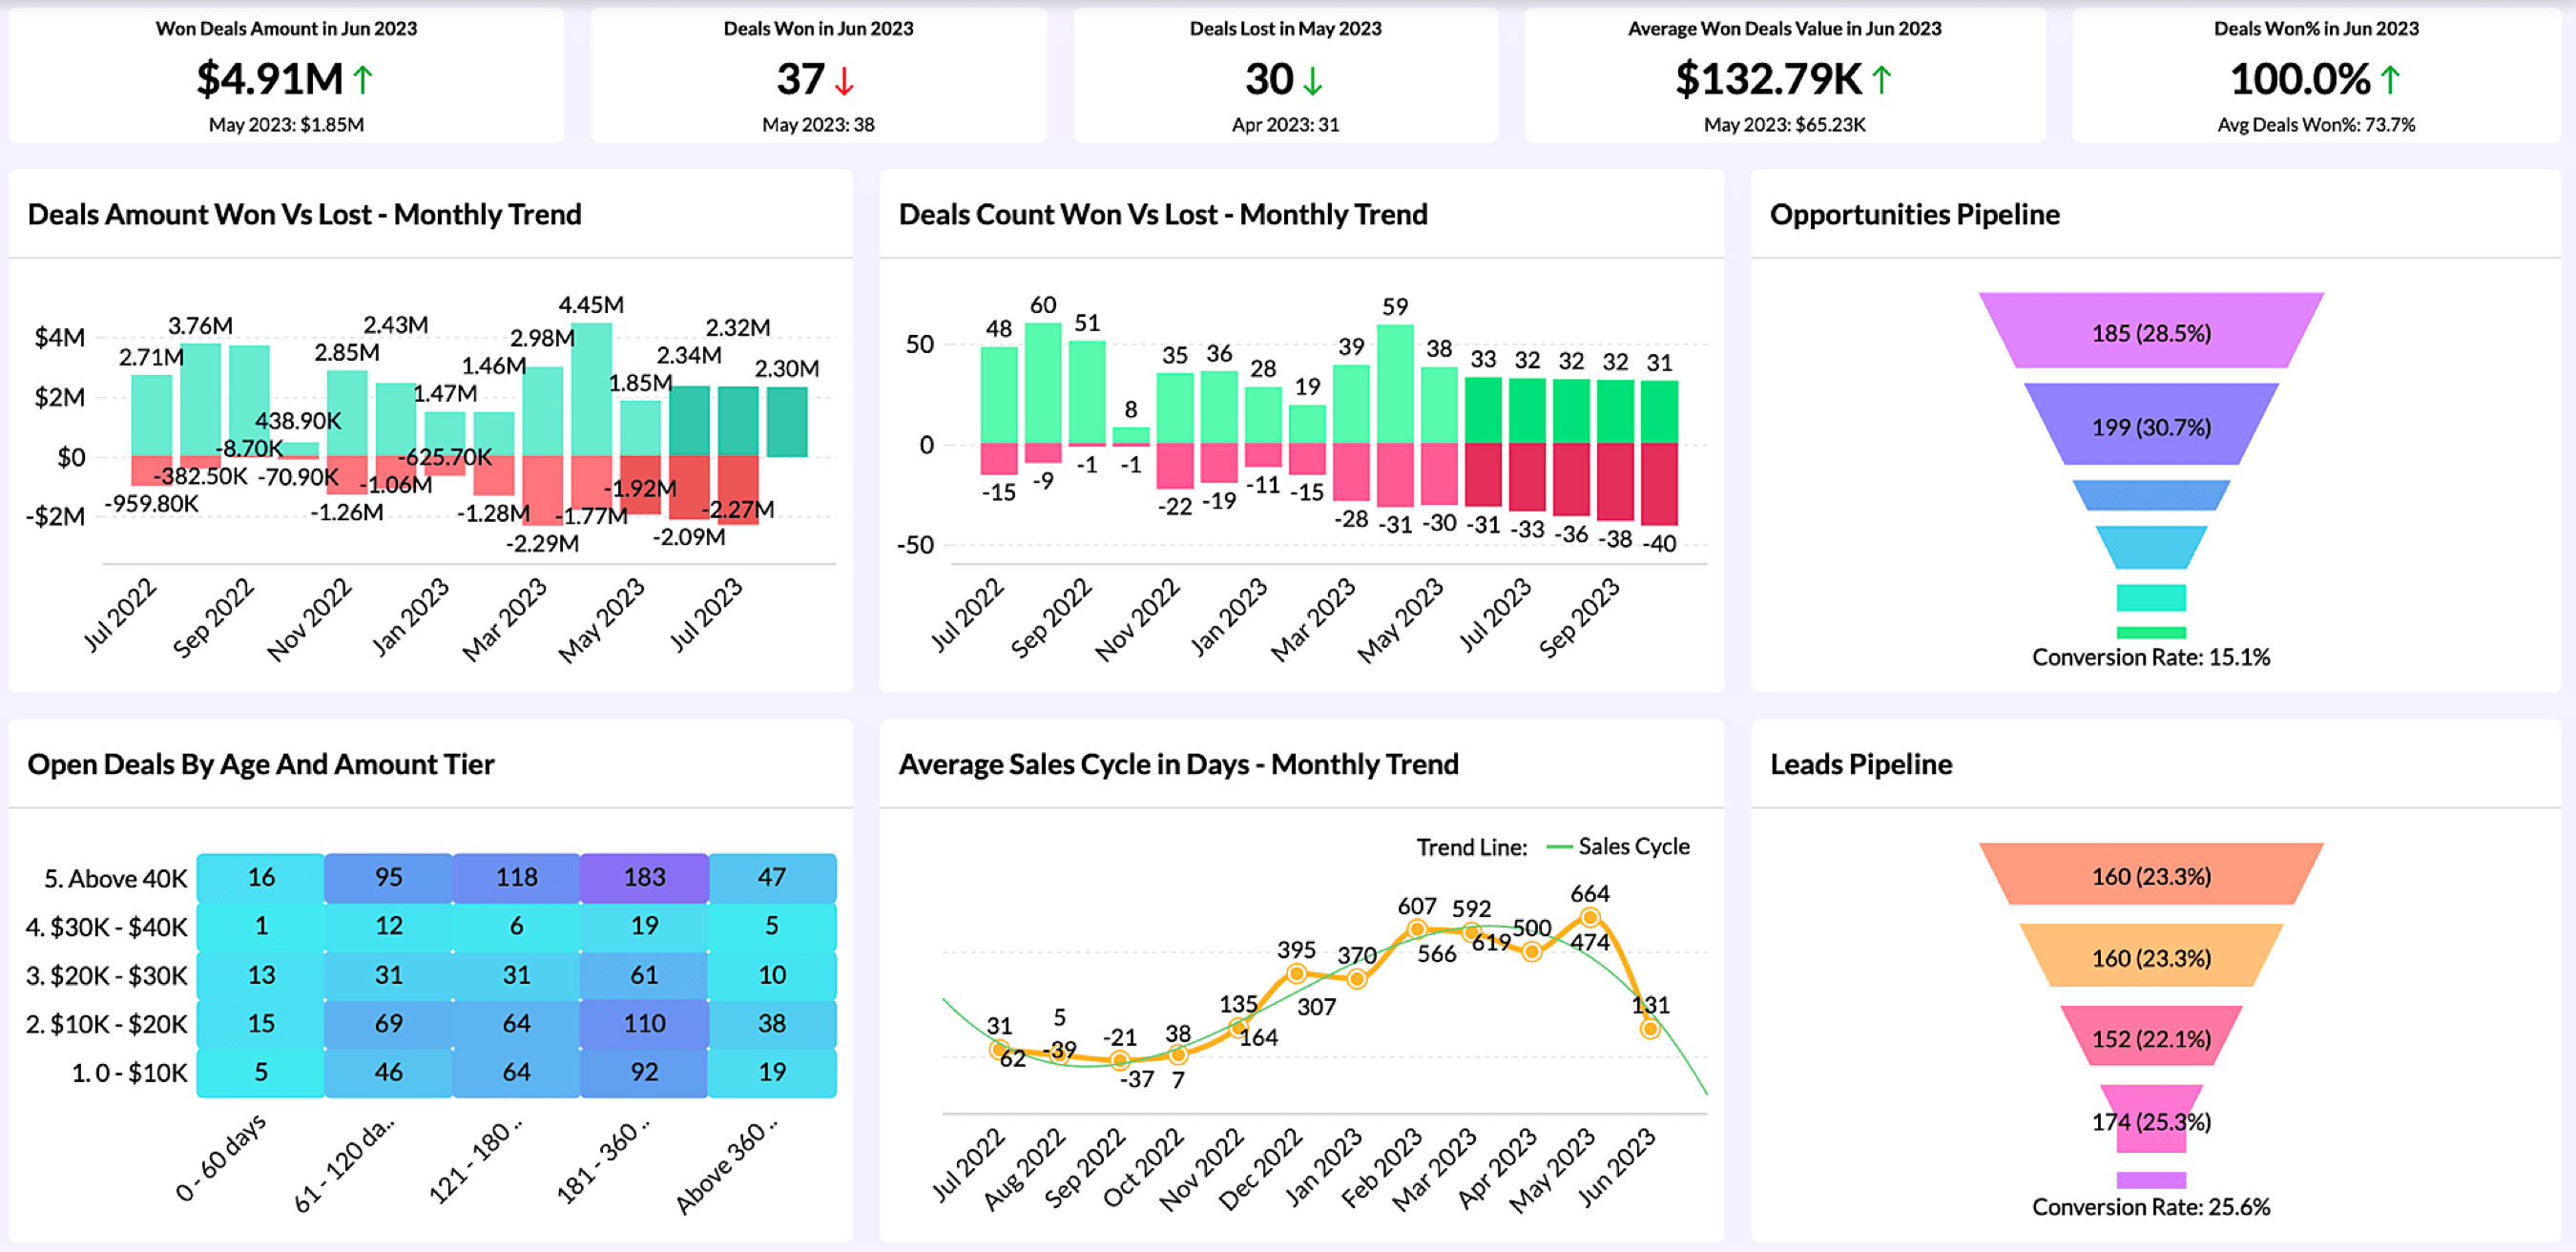 Won Deals Amount in Jun 2023
$4.91M↑
May 2023: $1.85M
Deals Won in Jun 2023
37↓
May 2023: 38
Deals Lost in May 2023
30↓
Apr 2023: 31
Average Won Deals Value in Jun 2023
$132.79K↑
May 2023: $65.23K
Deals Won% in Jun 2023
100.0%↑
Avg Deals Won%: 73.7%
Deals Amount Won Vs Lost - Monthly Trend
$4M
$2M
$0
-$2M
2.71M
3.76M
438.90K
2.85M
2.43M
1.47M
1.46M
2.98M
4.45M
1.85M
2.34M
2.32M
2.30M
-959.80K
-382.50K
-8.70K
-70.90K
-1.26M
-1.06M
-625.70K
-1.28M
-2.29M
-1.77M
-1.92M
-2.09M
-2.27M
Jul 2022
Sep 2022
Nov 2022
Jan 2023
Mar 2023
May 2023
Jul 2023
Deals Count Won Vs Lost - Monthly Trend
50
0
-50
48
60
51
8
35
36
28
19
39
59
38
33
32
32
32
31
-15
-9
-1
-1
-22
-19
-11
-15
-28
-31
-30
-31
-33
-36
-38
-40
Jul 2022
Sep 2022
Nov 2022
Jan 2023
Mar 2023
May 2023
Jul 2023
Sep 2023
Opportunities Pipeline
185 (28.5%)
199 (30.7%)
Conversion Rate: 15.1%
Open Deals By Age And Amount Tier
5. Above 40K 16 95 118 183 47
4. $30K - $40K 1 12 6 19 5
3. $20K - $30K 13 31 31 61 10
2. $10K - $20K 15 69 64 110 38
1. 0 - $10K 5 46 64 92 19
0 - 60 days
61 - 120 da..
121 - 180 ..
181 - 360 ..
Above 360 ..
Average Sales Cycle in Days - Monthly Trend
Trend Line: Sales Cycle
31
5
-21
38
135
395
370
607
592
500
664
131
62
-39
-37
7
164
307
566
619
474
Jul 2022
Aug 2022
Sep 2022
Oct 2022
Nov 2022
Dec 2022
Jan 2023
Feb 2023
Mar 2023
Apr 2023
May 2023
Jun 2023
Leads Pipeline
160 (23.3%)
160 (23.3%)
152 (22.1%)
174 (25.3%)
Conversion Rate: 25.6%